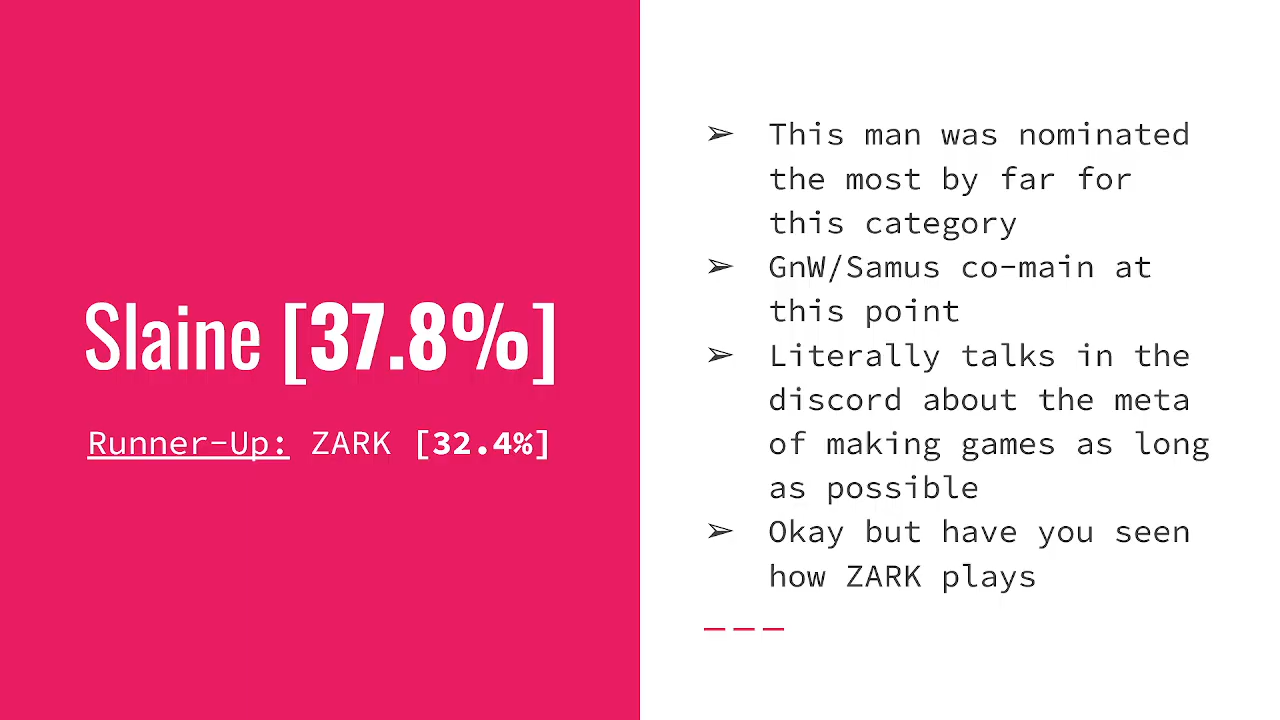 Slaine [37.8%]
Runner-Up: ZARK [32.4%]
➢ This man was nominated
the most by far for
this category
➢ GnW/Samus co-main at
this point
➢ Literally talks in the
discord about the meta
of making games as long
as possible
➢ Okay but have you seen
how ZARK plays